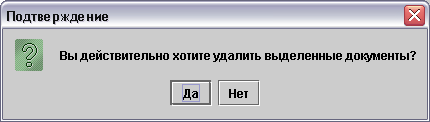 Подтверждение
Вы действительно хотите удалить выделенные документы?
Да
Нет